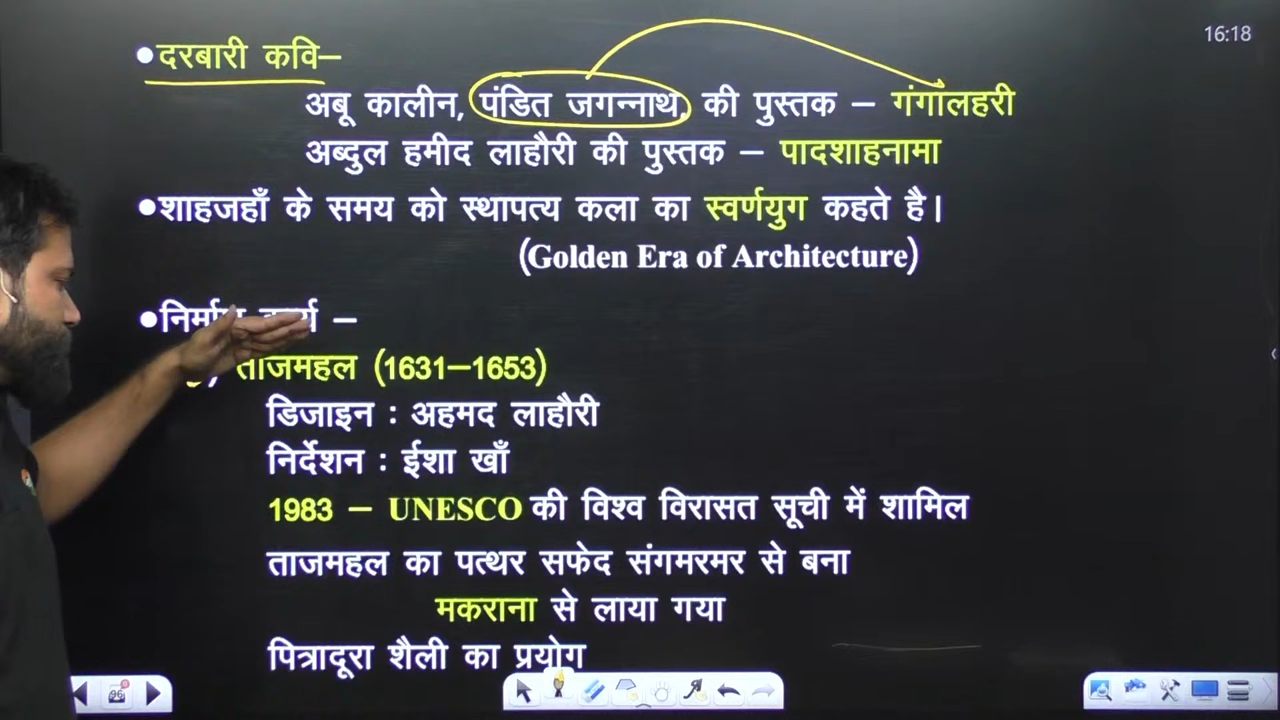 16:18
•दरबारी कवि–
अबू कालीन, पंडित जगन्नाथ, की पुस्तक – गंगालहरी
अब्दुल हमीद लाहौरी की पुस्तक – पादशाहनामा
•शाहजहाँ के समय को स्थापत्य कला का स्वर्णयुग कहते है।
(Golden Era of Architecture)
•निर्माण कार्य –
ताजमहल (1631–1653)
डिजाइन : अहमद लाहौरी
निर्देशन : ईशा खाँ
1983 – UNESCO की विश्व विरासत सूची में शामिल
ताजमहल का पत्थर सफेद संगमरमर से बना
मकराना से लाया गया
पित्रादूरा शैली का प्रयोग
96